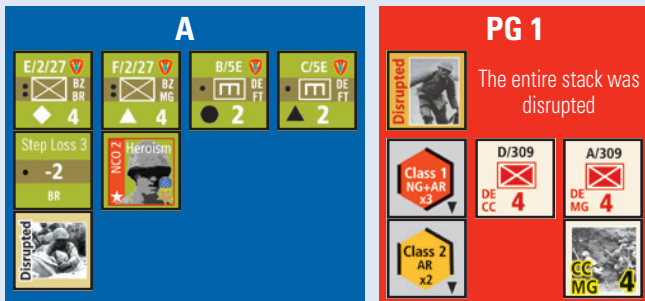 A
E/2/27
BZ
BR
4
F/2/27
BZ
MG
4
B/5E
DE
FT
2
C/5E
DE
FT
2
Step Loss 3
-2
BR
NCO 2
Heroism
Disrupted
PG 1
Disrupted
The entire stack was
disrupted
Class 1
NG+AR
x3
D/309
DE
CC
4
A/309
DE
MG
4
Class 2
AR
x2
CC
MG
4